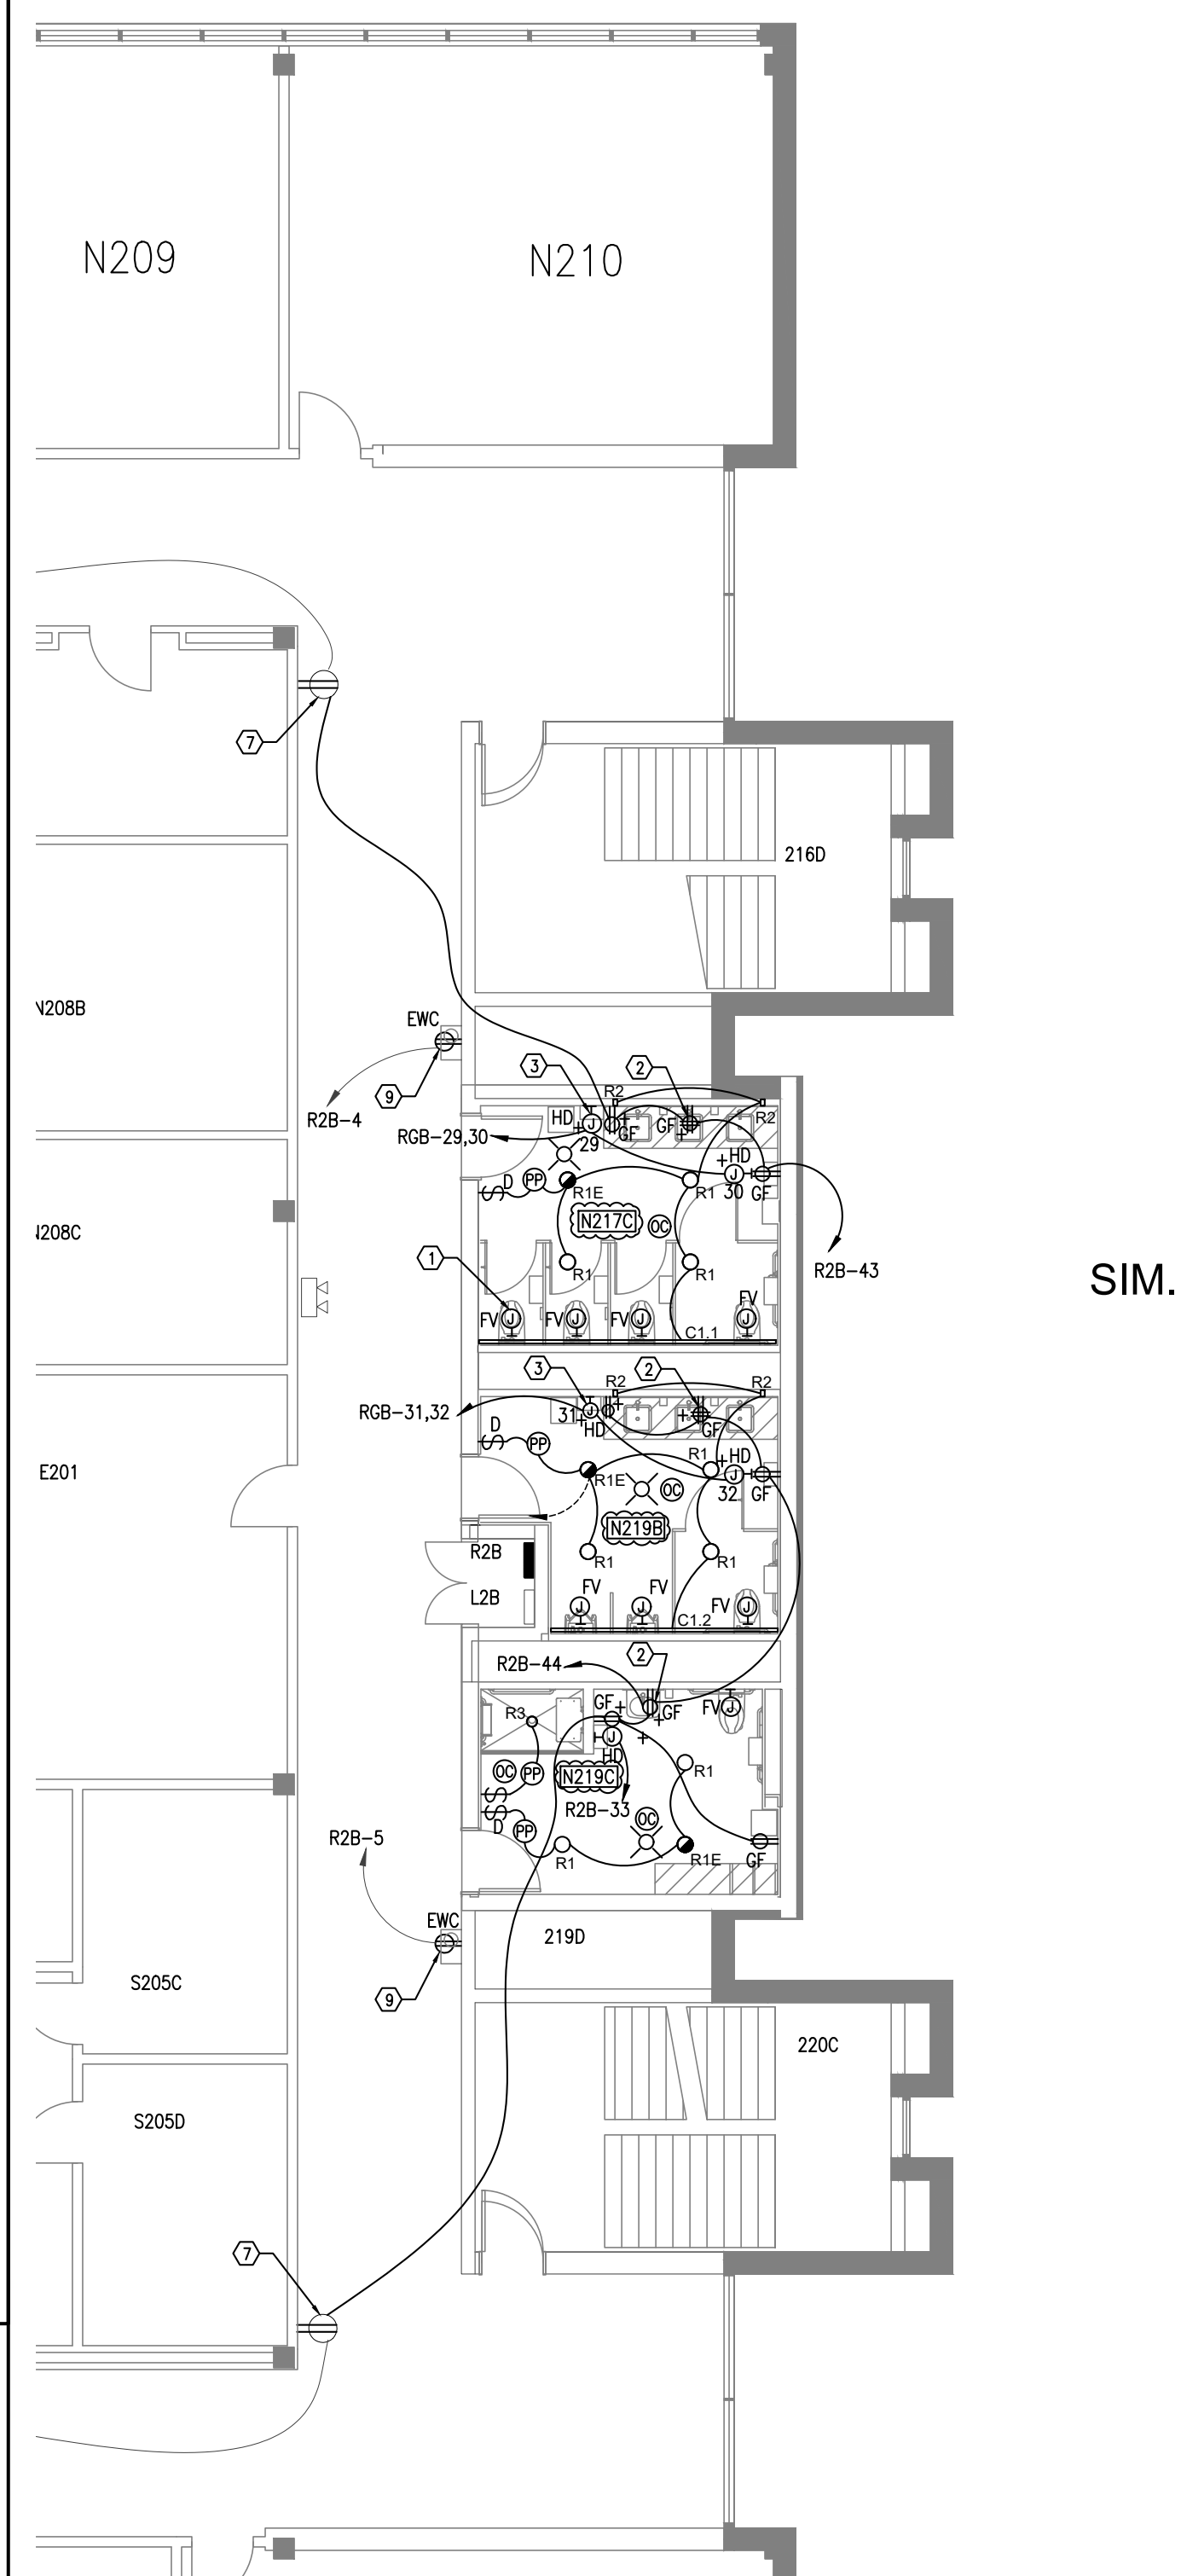 N209
N210
7
216D
N208B
EWC
3
2
9
R2B-4
R2
R2
HD
GF
GF
RGB-29,30
29
HD
D
PP
R1E
R1
30
GF
N217C
OC
N208C
1
R1
R1
R2B-43
SIM.
FV
FV
FV
FV
C1.1
3
R2
2
R2
RGB-31,32
31
HD
GF
D
PP
R1
HD
R1E
OC
32
GF
E201
N219B
R2B
R1
R1
L2B
FV
FV
FV
C1.2
2
R2B-44
R3
GF
GF
FV
HD
OC
PP
N219C
R1
R2B-33
D
PP
OC
R2B-5
R1
R1E
GF
EWC
219D
S205C
9
220C
S205D
7